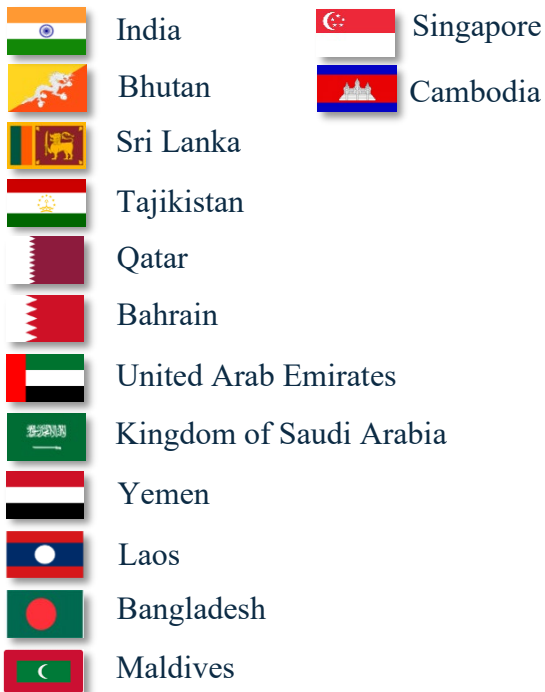 India
Bhutan
Sri Lanka
Tajikistan
Qatar
Bahrain
United Arab Emirates
Kingdom of Saudi Arabia
Yemen
Laos
Bangladesh
Maldives
Singapore
Cambodia